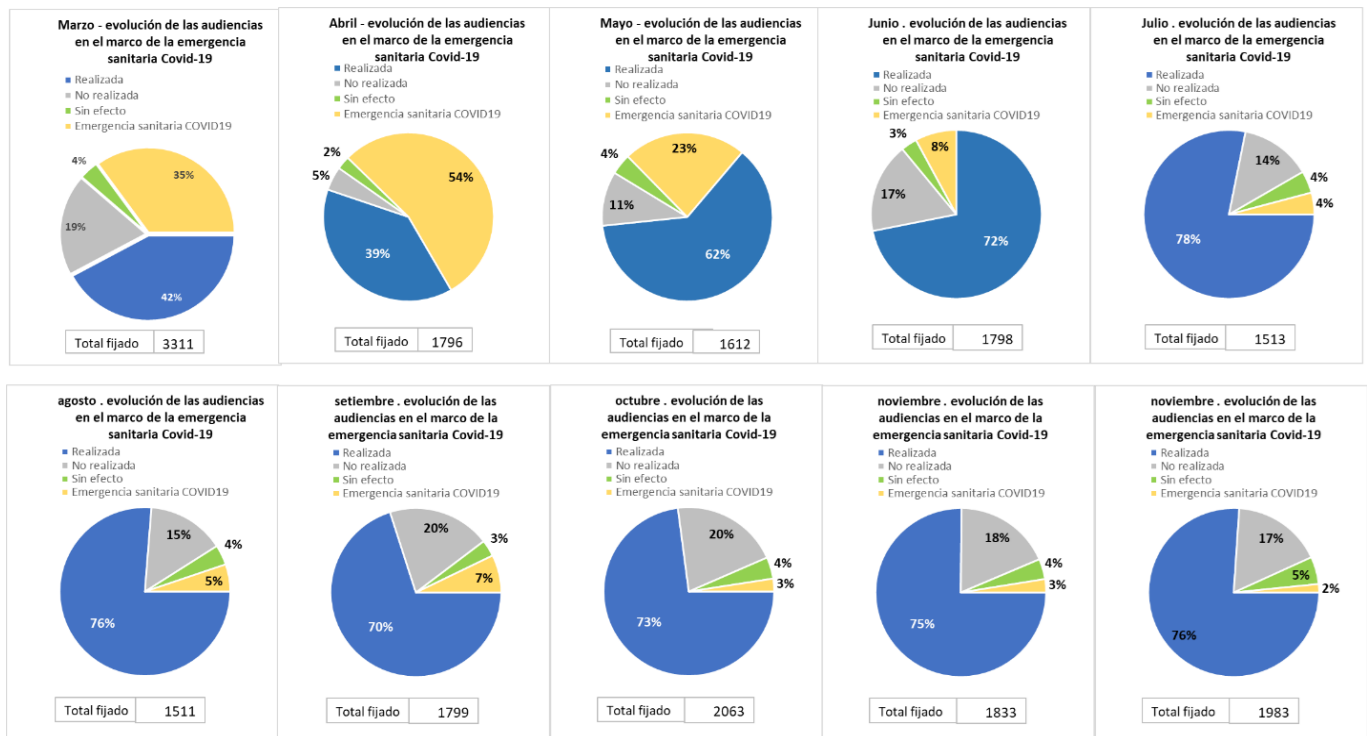 Marzo - evolución de las audiencias
en el marco de la emergencia
sanitaria Covid-19
Realizada
No realizada
Sin efecto
Emergencia sanitaria COVID19
4%
35%
19%
42%
Total fijado 3311
Abril - evolución de las audiencias
en el marco de la emergencia
sanitaria Covid-19
Realizada
No realizada
Sin efecto
Emergencia sanitaria COVID19
2%
5%
54%
39%
Total fijado 1796
Mayo - evolución de las audiencias
en el marco de la emergencia
sanitaria Covid-19
Realizada
No realizada
Sin efecto
Emergencia sanitaria COVID19
4%
23%
11%
62%
Total fijado 1612
Junio . evolución de las audiencias
en el marco de la emergencia
sanitaria Covid-19
Realizada
No realizada
Sin efecto
Emergencia sanitaria COVID19
3%
8%
17%
72%
Total fijado 1798
Julio . evolución de las audiencias
en el marco de la emergencia
sanitaria Covid-19
Realizada
No realizada
Sin efecto
Emergencia sanitaria COVID19
14%
4%
4%
78%
Total fijado 1513
agosto . evolución de las audiencias
en el marco de la emergencia
sanitaria Covid-19
Realizada
No realizada
Sin efecto
Emergencia sanitaria COVID19
15%
4%
5%
76%
Total fijado 1511
setiembre . evolución de las
audiencias en el marco de la
emergencia sanitaria Covid-19
Realizada
No realizada
Sin efecto
Emergencia sanitaria COVID19
20%
3%
7%
70%
Total fijado 1799
octubre . evolución de las
audiencias en el marco de la
emergencia sanitaria Covid-19
Realizada
No realizada
Sin efecto
Emergencia sanitaria COVID19
20%
4%
3%
73%
Total fijado 2063
noviembre . evolución de las
audiencias en el marco de la
emergencia sanitaria Covid-19
Realizada
No realizada
Sin efecto
Emergencia sanitaria COVID19
18%
4%
3%
75%
Total fijado 1833
noviembre . evolución de las
audiencias en el marco de la
emergencia sanitaria Covid-19
Realizada
No realizada
Sin efecto
Emergencia sanitaria COVID19
17%
5%
2%
76%
Total fijado 1983